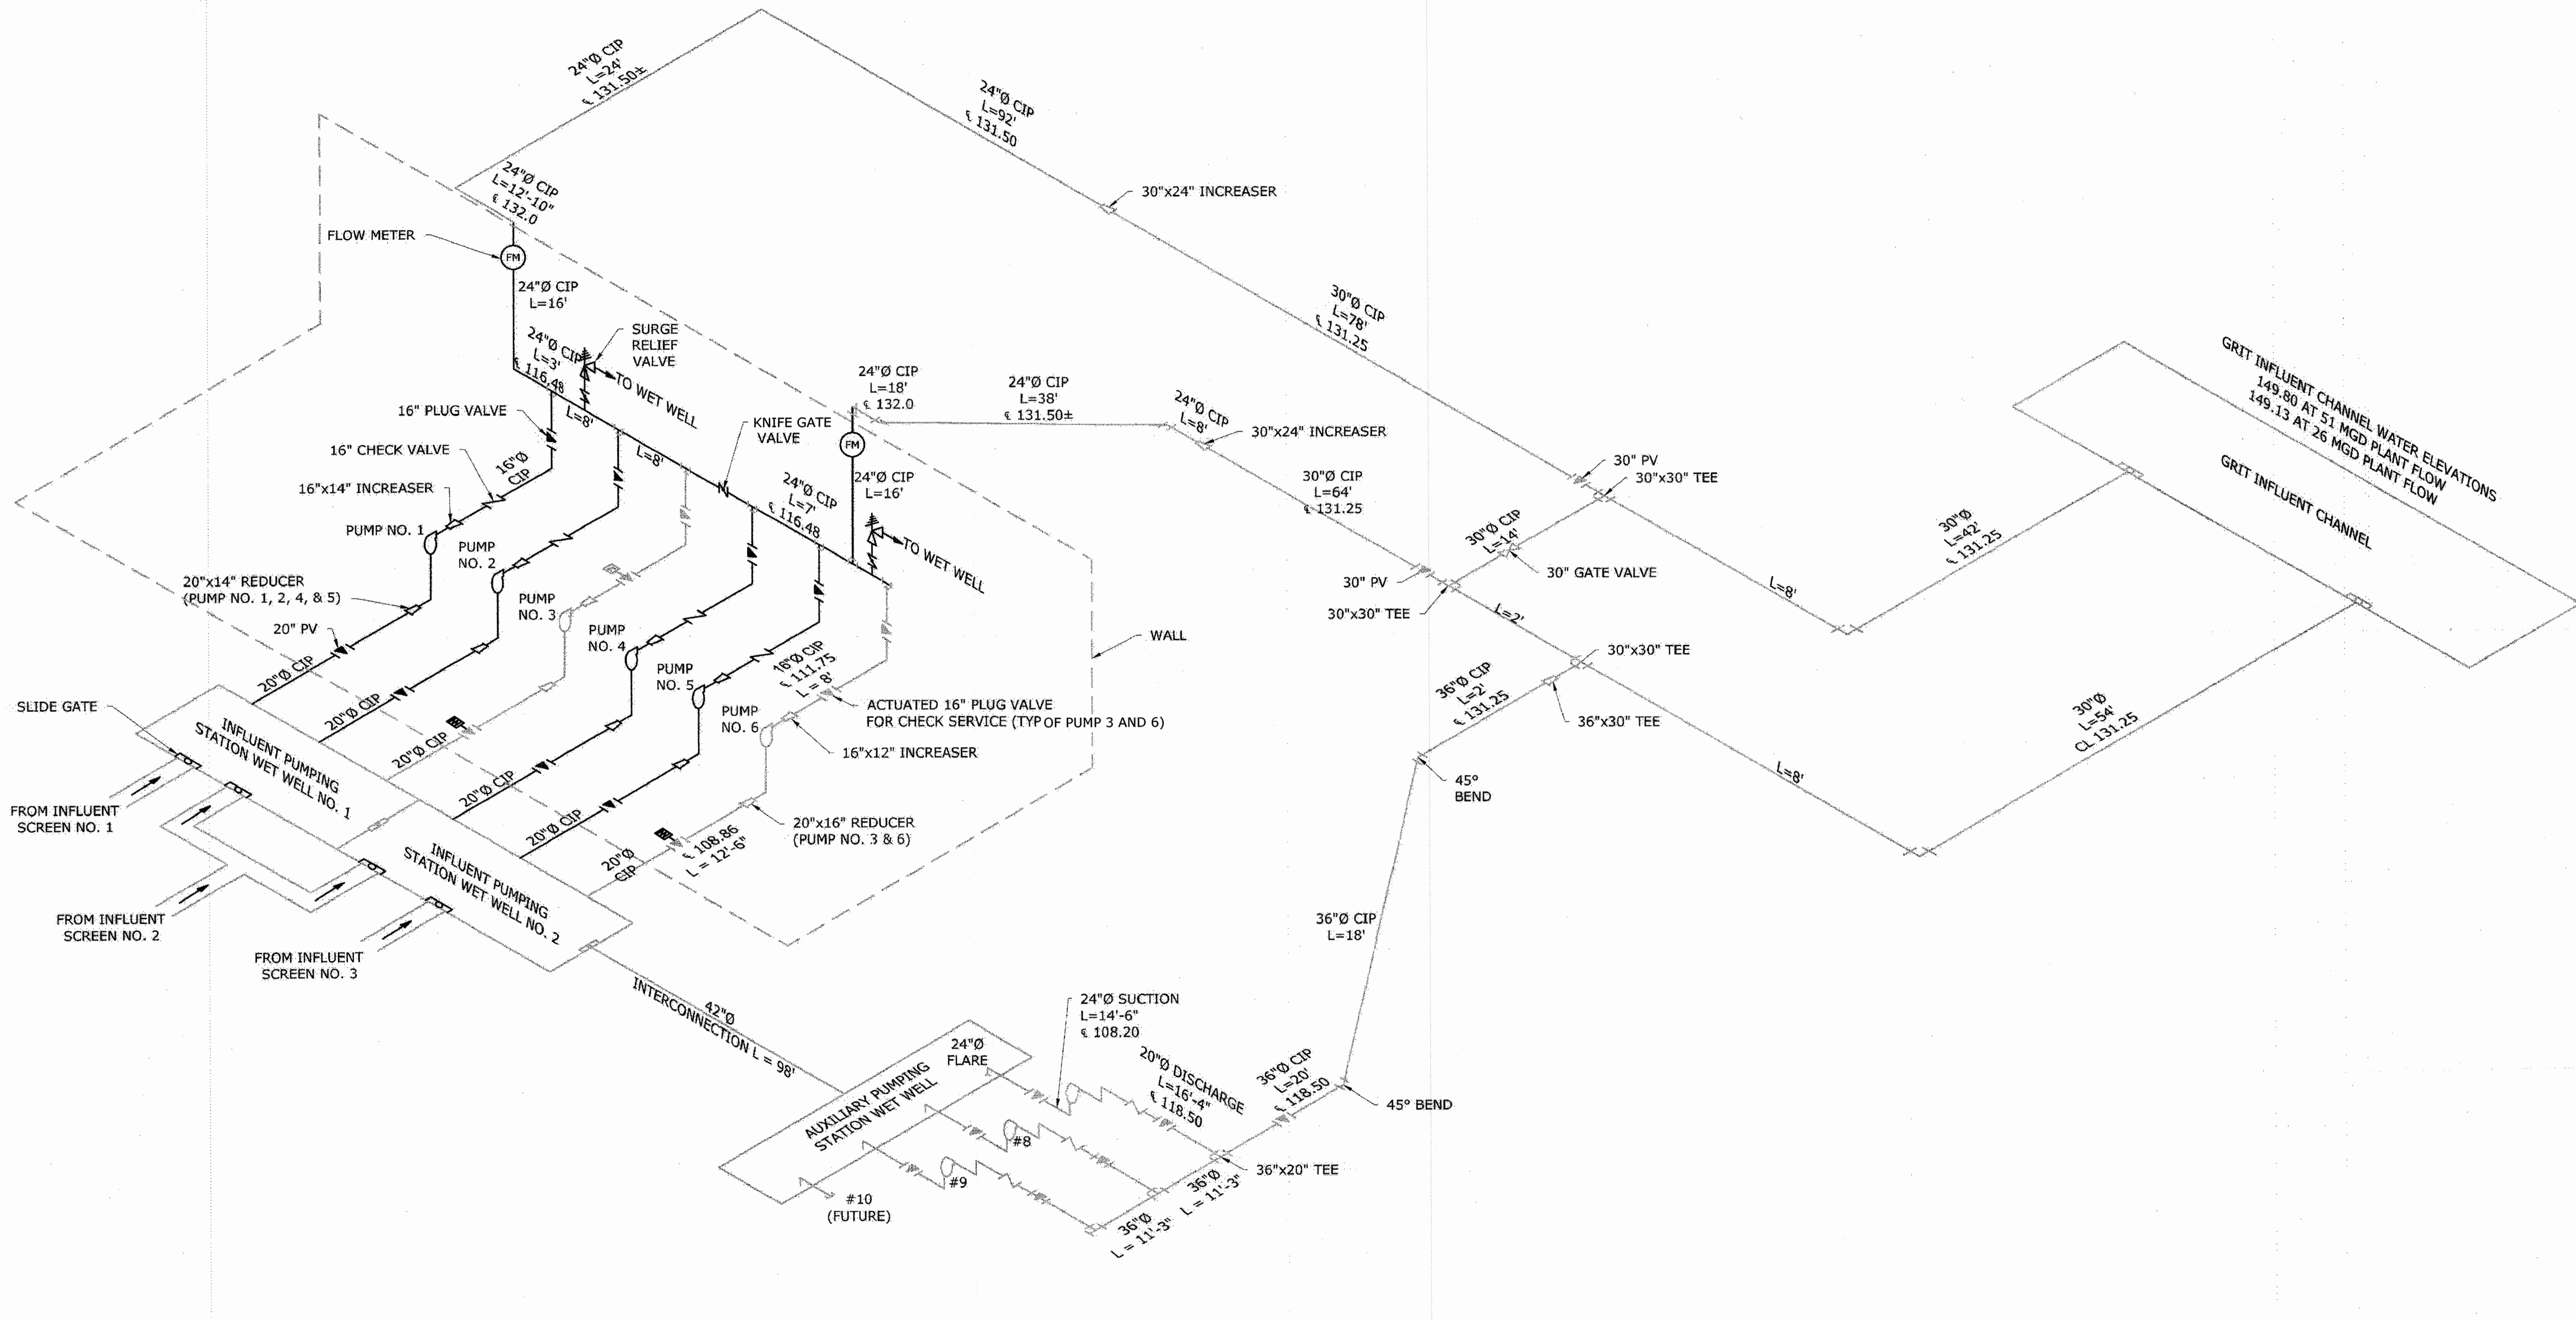 24"Ø CIP
L=24'
℄ 131.50±
24"Ø CIP
L=92'
℄ 131.50
30"x24" INCREASER
24"Ø CIP
L=12'-10"
℄ 132.0
FLOW METER
FM
24"Ø CIP
L=16'
30"Ø CIP
L=78'
℄ 131.25
SURGE
RELIEF
VALVE
24"Ø CIP
L=3'
℄ 116.48
TO WET WELL
L=8'
16" PLUG VALVE
KNIFE GATE
VALVE
L=8'
24"Ø CIP
L=18'
℄ 132.0
24"Ø CIP
L=38'
℄ 131.50±
24"Ø CIP
L=8'
30"x24" INCREASER
FM
24"Ø CIP
L=16'
16" CHECK VALVE
16"Ø
CIP
16"x14" INCREASER
24"Ø CIP
L=7'
℄ 116.48
TO WET WELL
30"Ø CIP
L=64'
℄ 131.25
30" PV
30"x30" TEE
30"Ø CIP
L=14'
30" GATE VALVE
30" PV
30"x30" TEE
L=2'
L=8'
30"Ø
L=42'
℄ 131.25
GRIT INFLUENT CHANNEL WATER ELEVATIONS
149.80 AT 51 MGD PLANT FLOW
149.13 AT 26 MGD PLANT FLOW
GRIT INFLUENT CHANNEL
PUMP NO. 1
PUMP
NO. 2
PUMP
NO. 3
PUMP
NO. 4
PUMP
NO. 5
PUMP
NO. 6
20"x14" REDUCER
(PUMP NO. 1, 2, 4, & 5)
20" PV
WALL
16"Ø CIP
℄ 111.75
L = 8'
ACTUATED 16" PLUG VALVE
FOR CHECK SERVICE (TYP OF PUMP 3 AND 6)
16"x12" INCREASER
30"x30" TEE
36"Ø CIP
L=2'
℄ 131.25
36"x30" TEE
45°
BEND
L=8'
30"Ø
L=54'
CL 131.25
20"Ø CIP
20"Ø CIP
20"Ø CIP
20"Ø CIP
20"Ø CIP
20"Ø
CIP
℄ 108.86
L = 12'-6"
20"x16" REDUCER
(PUMP NO. 3 & 6)
SLIDE GATE
INFLUENT PUMPING
STATION WET WELL NO. 1
INFLUENT PUMPING
STATION WET WELL NO. 2
FROM INFLUENT
SCREEN NO. 1
FROM INFLUENT
SCREEN NO. 2
FROM INFLUENT
SCREEN NO. 3
36"Ø CIP
L=18'
42"Ø
INTERCONNECTION L = 98'
24"Ø SUCTION
L=14'-6"
℄ 108.20
24"Ø
FLARE
AUXILIARY PUMPING
STATION WET WELL
20"Ø DISCHARGE
L=16'-4"
℄ 118.50
36"Ø CIP
L=20'
℄ 118.50
45° BEND
#8
#9
#10
(FUTURE)
36"x20" TEE
36"Ø
L = 11'-3"
36"Ø
L = 11'-3"